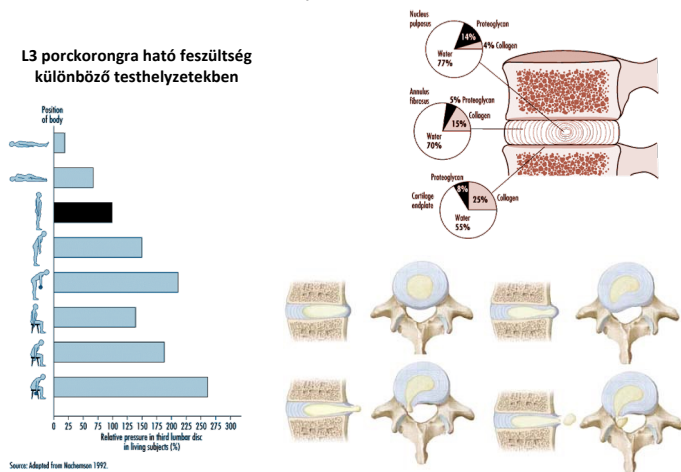 L3 porckorongra ható feszültség
különböző testhelyzetekben
Position
of body
0 25 50 75 100 125 150 175 200 225 250 275 300
Relative pressure in third lumbar disc
in living subjects (%)
Source: Adapted from Nachemson 1992.
Nucleus
pulposus
Proteoglycan
14%
4% Collagen
Water
77%
Annulus
fibrosus
5% Proteoglycan
Collagen
15%
Water
70%
Proteoglycan
8%
Cartilage
endplate
25%
Collagen
Water
55%